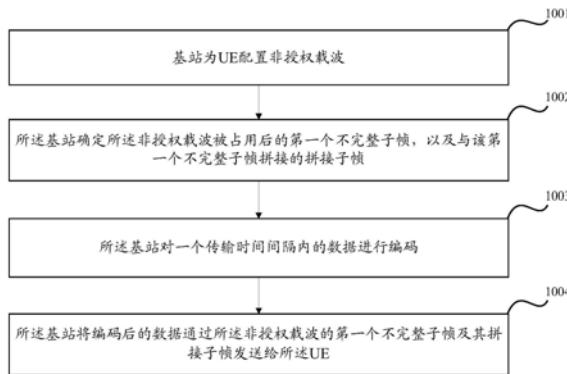 1001
基站为UE配置非授权载波
1002
所述基站确定所述非授权载波被占用后的第一个不完整子帧，以及与该第
一个不完整子帧拼接的拼接子帧
1003
所述基站对一个传输时间间隔内的数据进行编码
1004
所述基站将编码后的数据通过所述非授权载波的第一个不完整子帧及其拼
接子帧发送给所述UE